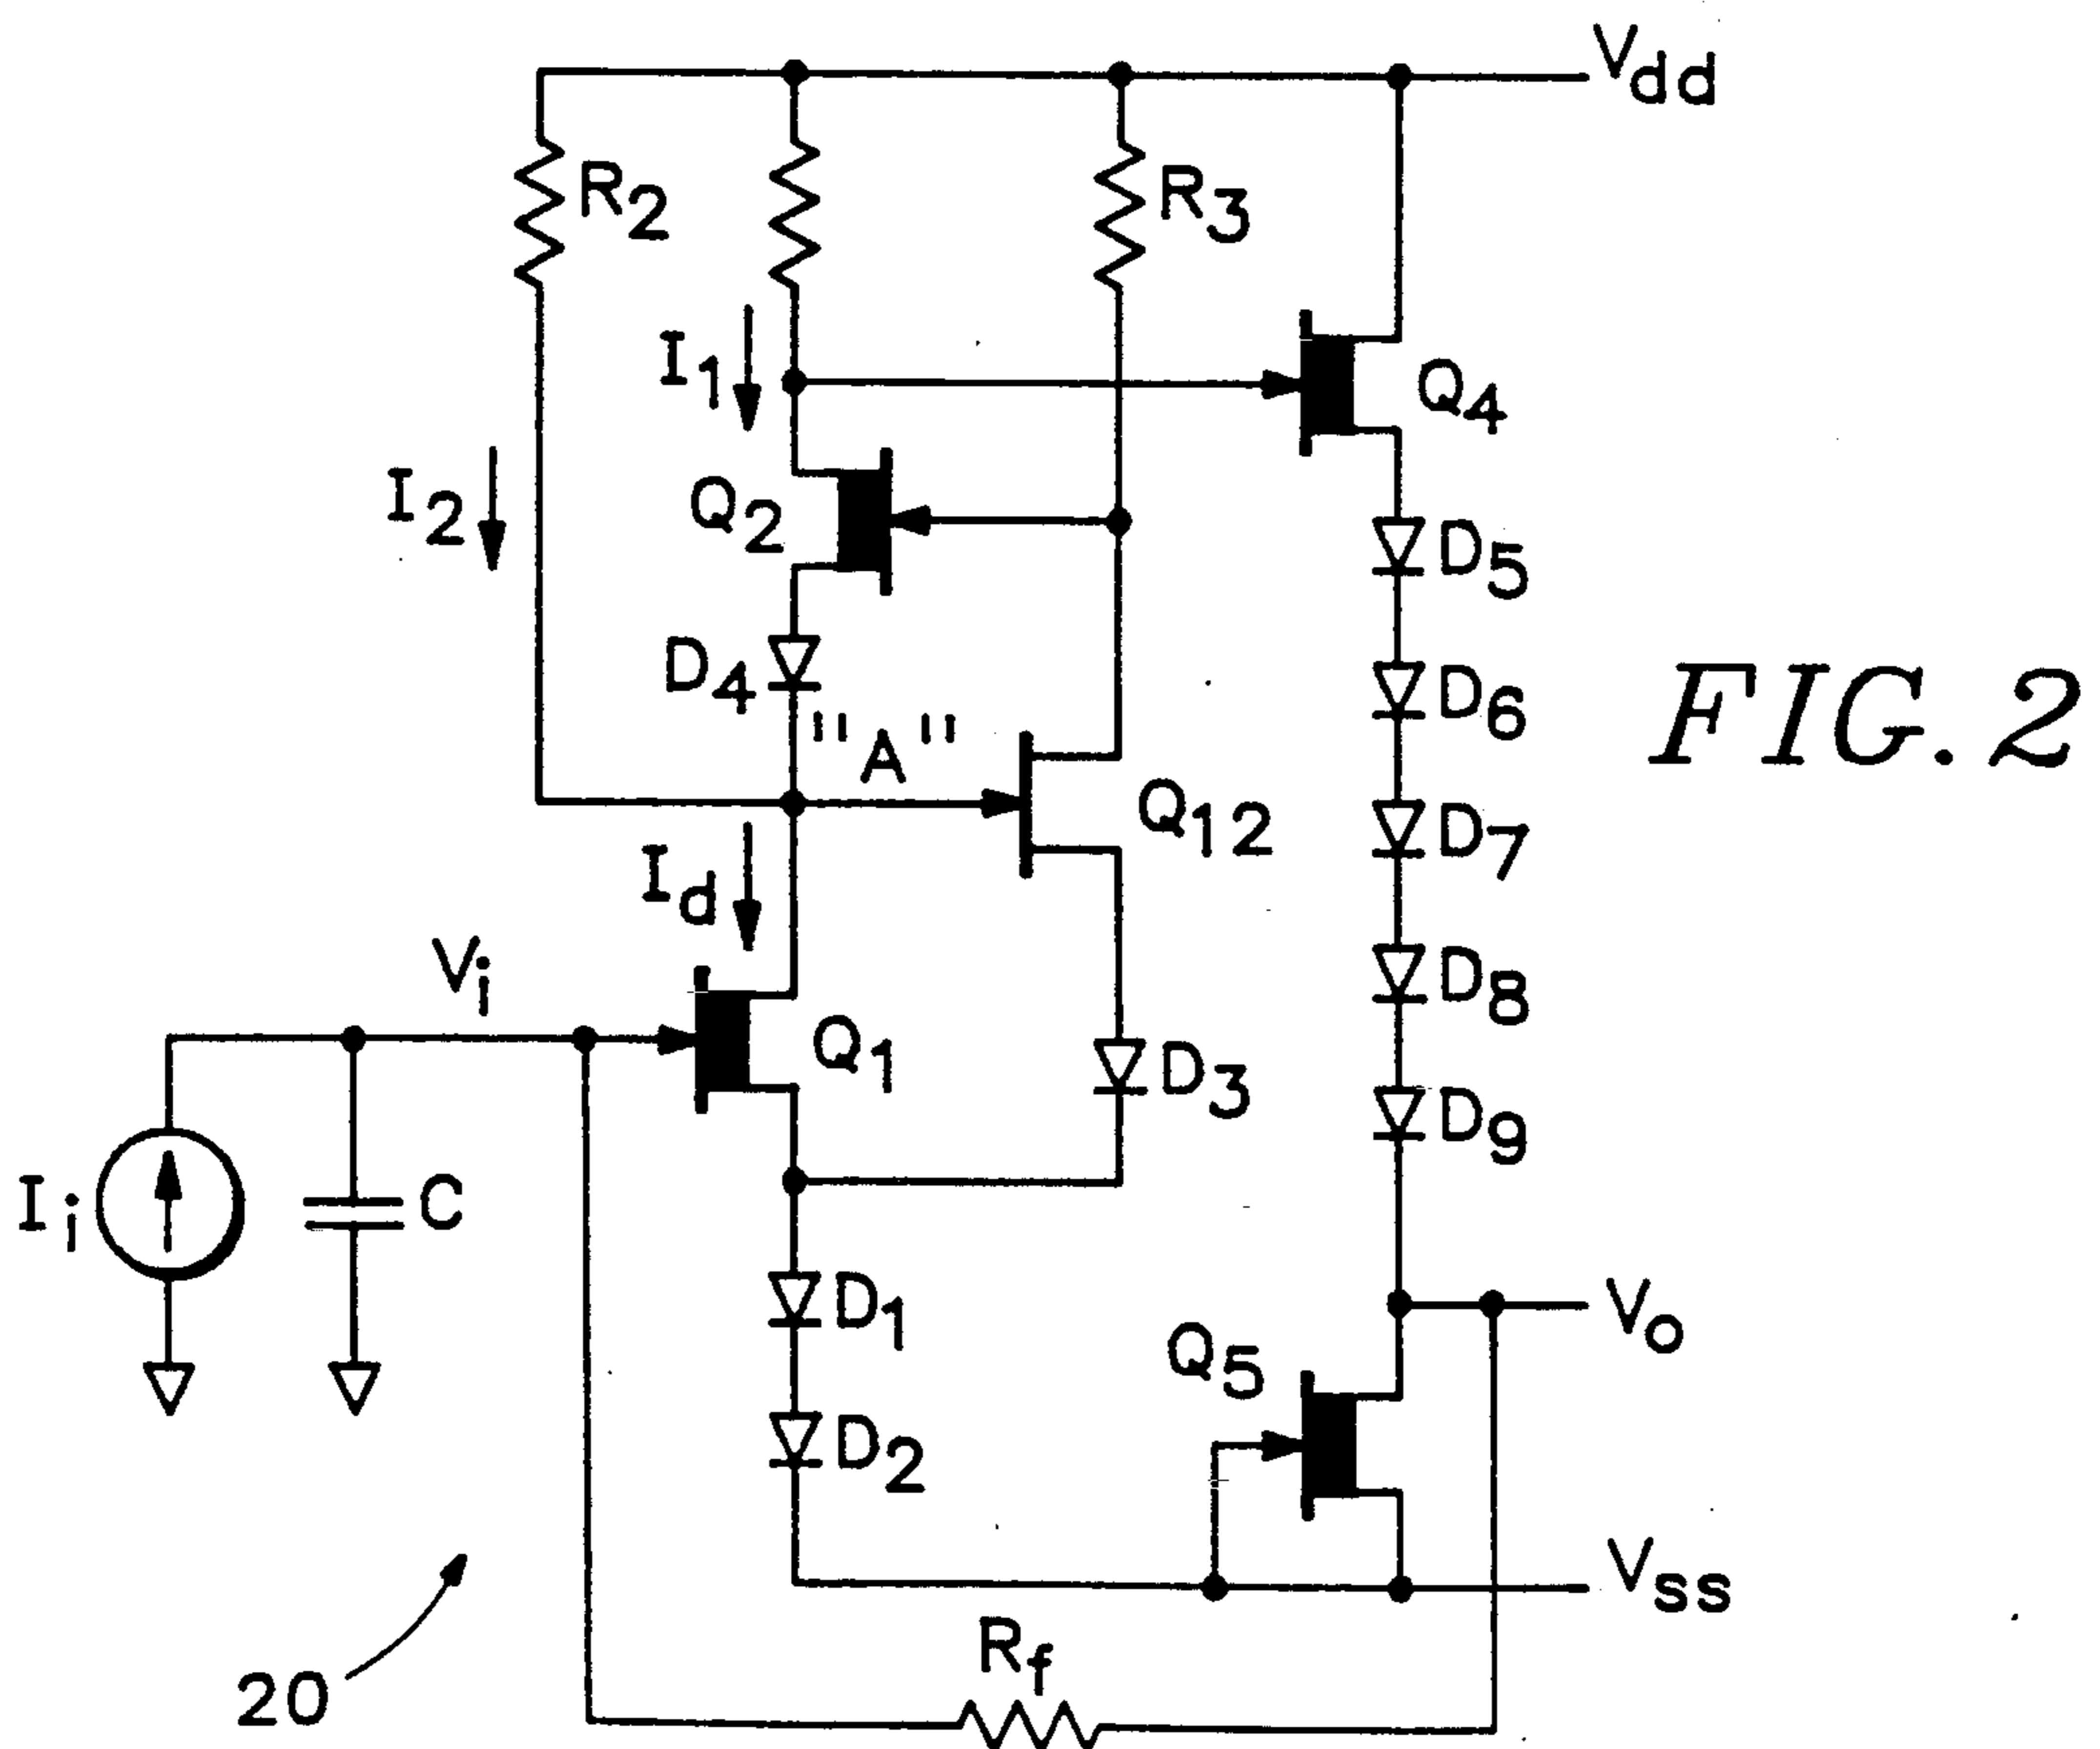 Vdd
R2
R3
I1
Q4
I2
Q2
D5
D4
D6
FIG. 2
"A"
Q12
D7
Id
Vi
D8
Q1
D3
D9
Ii
C
D1
Vo
Q5
D2
Vss
Rf
20